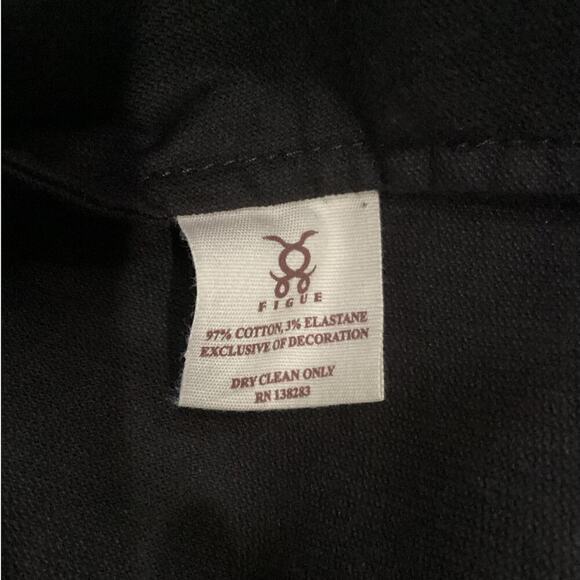 FIGUE
97% COTTON, 3% ELASTANE
EXCLUSIVE OF DECORATION
DRY CLEAN ONLY
RN 138283